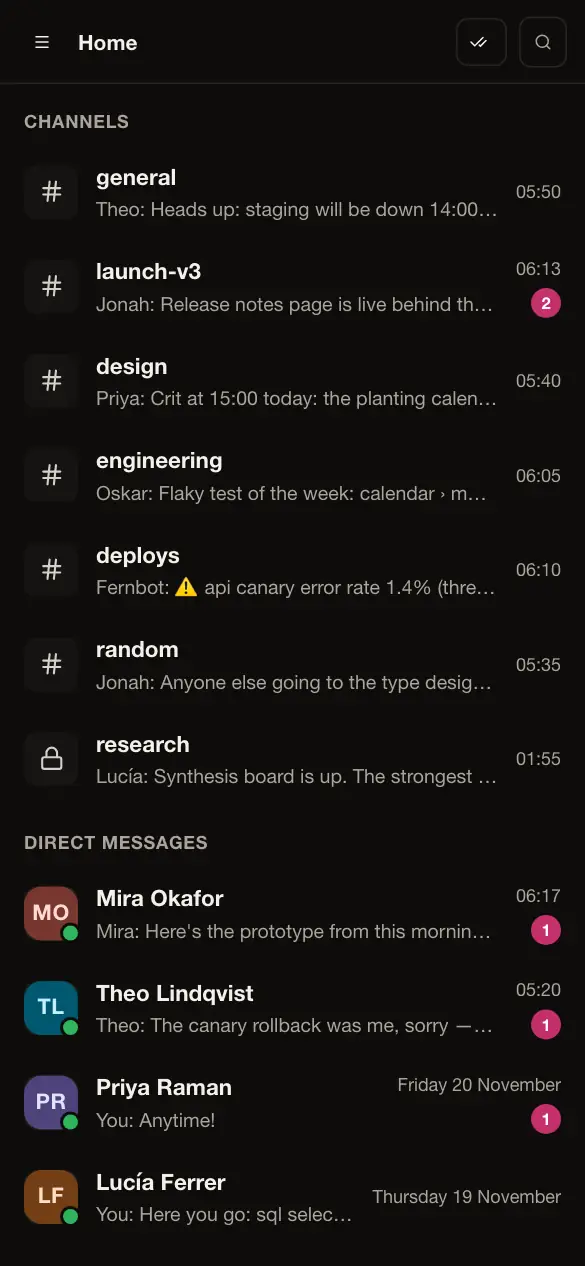 Home
CHANNELS
general
05:50
Theo: Heads up: staging will be down 14:00…
launch-v3
06:13
Jonah: Release notes page is live behind th…
2
design
05:40
Priya: Crit at 15:00 today: the planting calen…
engineering
06:05
Oskar: Flaky test of the week: calendar › m…
deploys
06:10
Fernbot: ⚠️ api canary error rate 1.4% (thre…
random
05:35
Jonah: Anyone else going to the type desig…
research
01:55
Lucía: Synthesis board is up. The strongest …
DIRECT MESSAGES
MO
Mira Okafor
06:17
Mira: Here's the prototype from this mornin…
1
TL
Theo Lindqvist
05:20
Theo: The canary rollback was me, sorry —…
1
PR
Priya Raman
Friday 20 November
You: Anytime!
1
LF
Lucía Ferrer
Thursday 19 November
You: Here you go: sql selec…